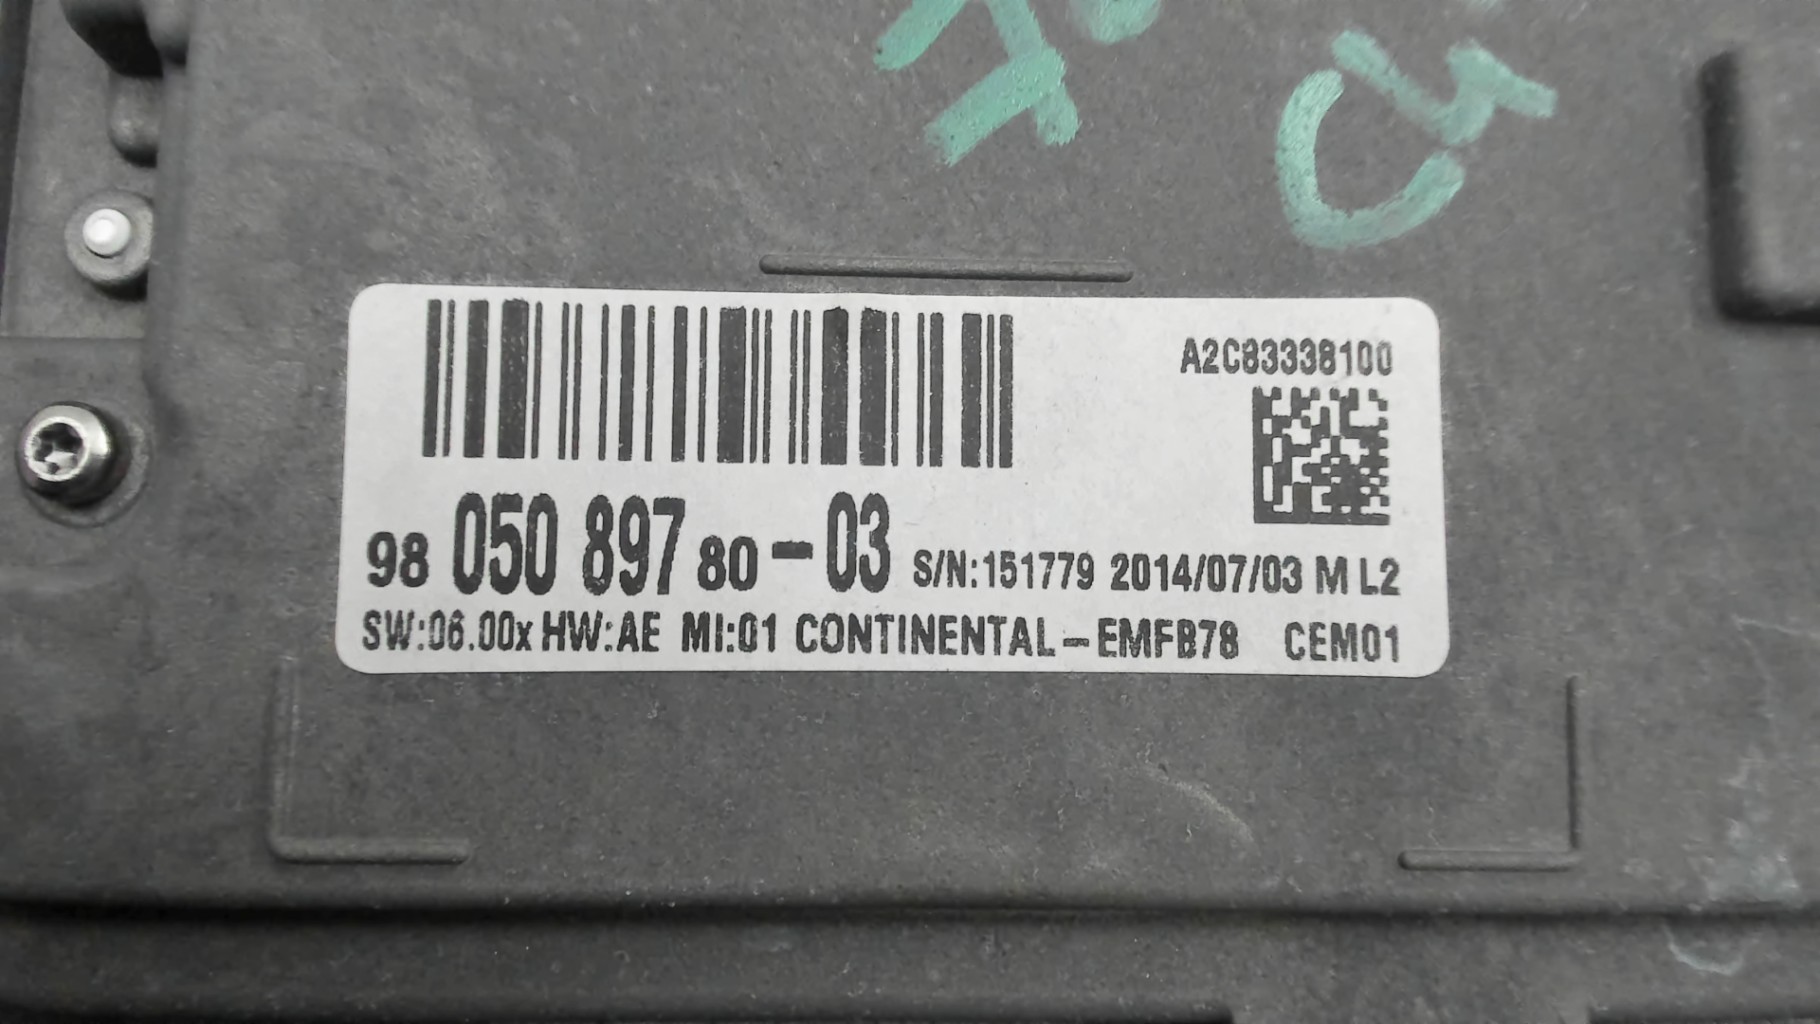 A2C83338100
98 050 897 80-03 S/N:151779 2014/07/03 M L2
SW:06.00x HW:AE MI:01 CONTINENTAL-EMFB78 CEM01